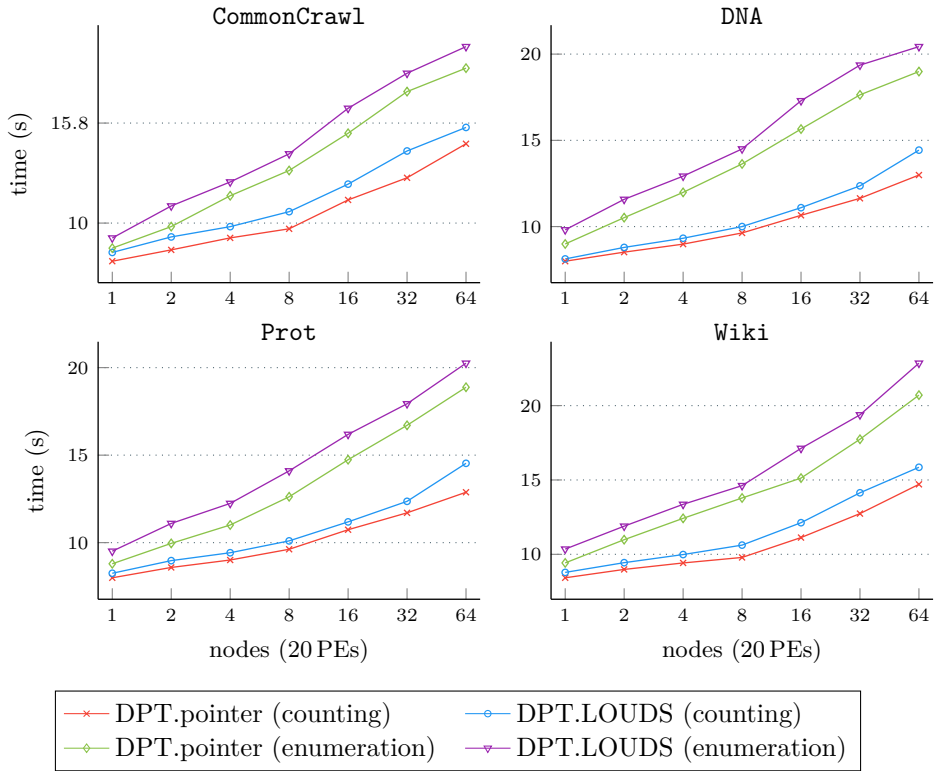 CommonCrawl
DNA
time (s)
15.8
10
1 2 4 8 16 32 64
20
15
10
1 2 4 8 16 32 64
Prot
Wiki
time (s)
20
15
10
1 2 4 8 16 32 64
nodes (20 PEs)
20
15
10
1 2 4 8 16 32 64
nodes (20 PEs)
DPT.pointer (counting)
DPT.LOUDS (counting)
DPT.pointer (enumeration)
DPT.LOUDS (enumeration)